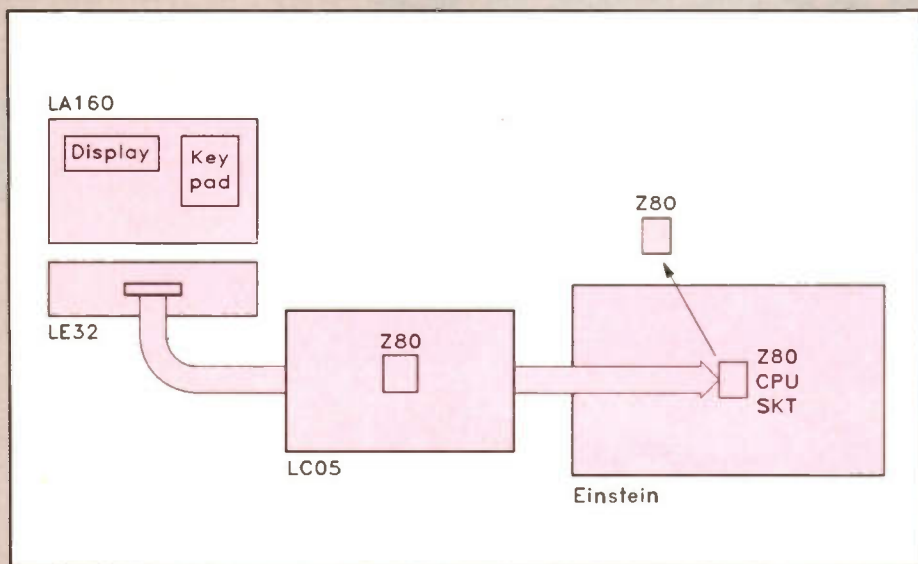 LA160
Display
Key
pad
LE32
Z80
LC05
Z80
Z80
CPU
SKT
Einstein